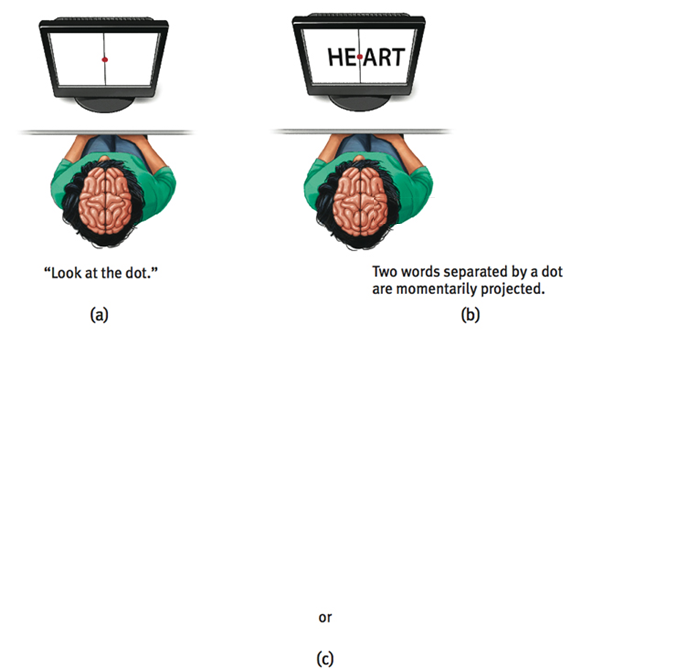 HE•ART
“Look at the dot.”
(a)
Two words separated by a dot
are momentarily projected.
(b)
or
(c)